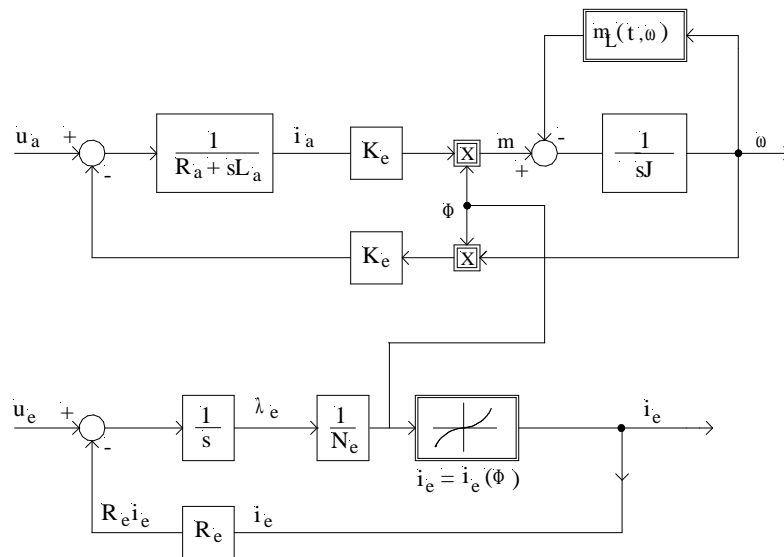 m_L(t,ω)
u_a
+
-
1
R_a + sL_a
i_a
K_e
X
m
+
-
1
sJ
ω
Φ
K_e
X
u_e
+
-
1
s
λ_e
1
N_e
i_e = i_e(Φ)
i_e
R_e i_e
R_e
i_e